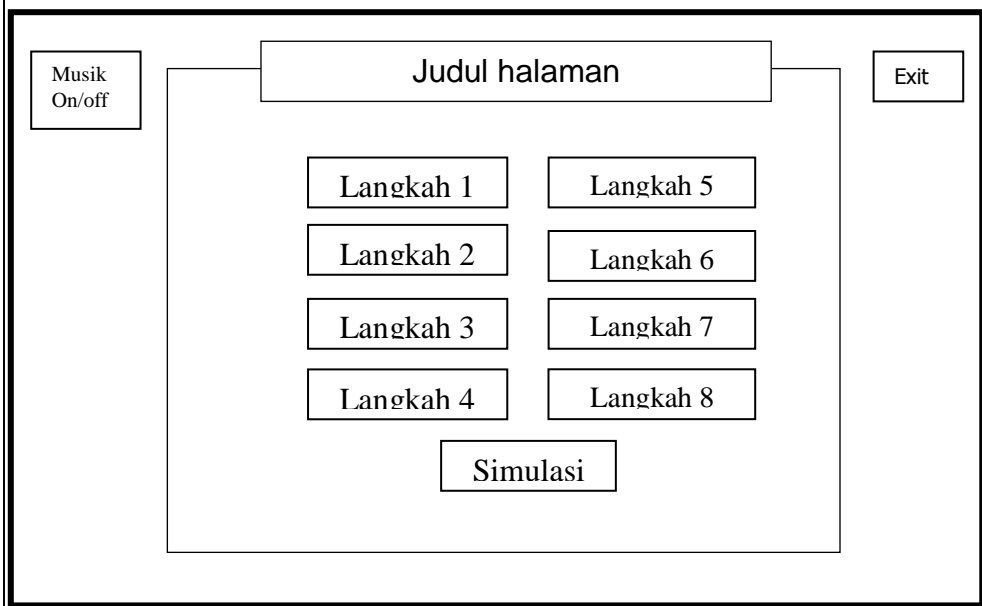 Musik
On/off
Judul halaman
Exit
Langkah 1
Langkah 5
Langkah 2
Langkah 6
Langkah 3
Langkah 7
Langkah 4
Langkah 8
Simulasi